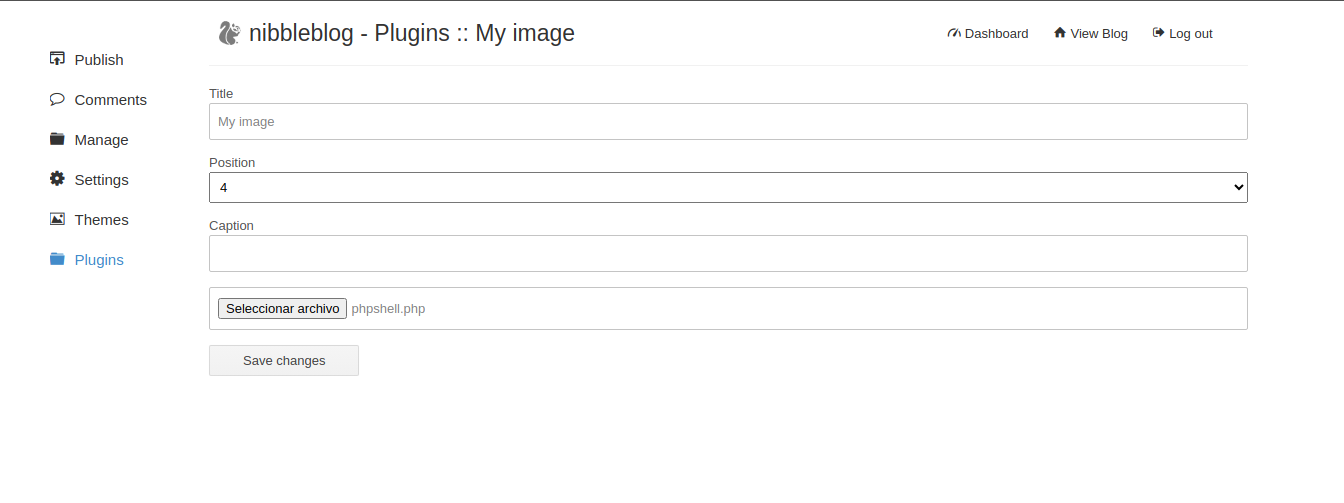 nibbleblog - Plugins :: My image
Dashboard
View Blog
Log out
Publish
Comments
Manage
Settings
Themes
Plugins
Title
My image
Position
4
Caption
Seleccionar archivo phpshell.php
Save changes